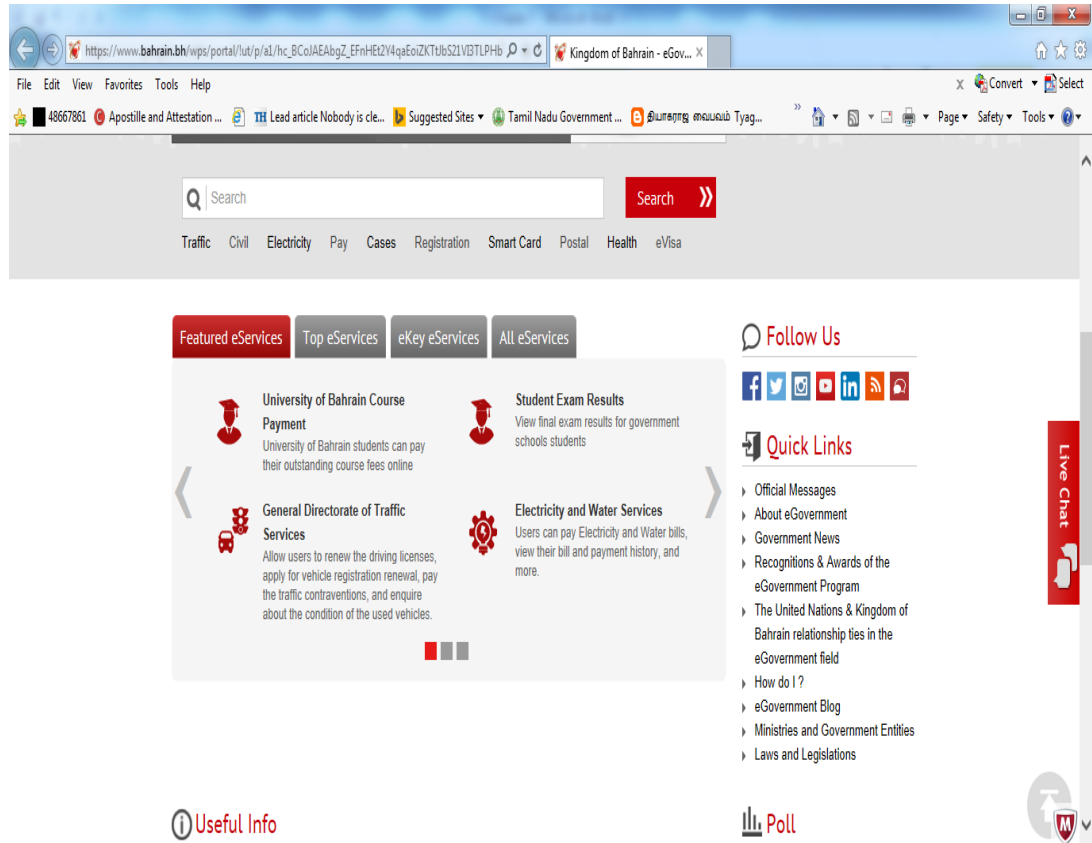 https://www.bahrain.bh/wps/portal/!ut/p/a1/hc_BCoJAEAbgZ_EFnHEt2Y4qaEoiZKTtJbS21VI3TLPHb
Kingdom of Bahrain - eGov...
File Edit View Favorites Tools Help
x Convert Select
48667861 Apostille and Attestation ... TH Lead article Nobody is cle... Suggested Sites Tamil Nadu Government ... தியாகராஜ வைபவம் Tyag... » Page Safety Tools
Search Search
Traffic Civil Electricity Pay Cases Registration Smart Card Postal Health eVisa
Featured eServices Top eServices eKey eServices All eServices
University of Bahrain Course
Payment
University of Bahrain students can pay
their outstanding course fees online
Student Exam Results
View final exam results for government
schools students
General Directorate of Traffic
Services
Allow users to renew the driving licenses,
apply for vehicle registration renewal, pay
the traffic contraventions, and enquire
about the condition of the used vehicles.
Electricity and Water Services
Users can pay Electricity and Water bills,
view their bill and payment history, and
more.
Follow Us
Quick Links
Official Messages
About eGovernment
Government News
Recognitions & Awards of the
eGovernment Program
The United Nations & Kingdom of
Bahrain relationship ties in the
eGovernment field
How do I ?
eGovernment Blog
Ministries and Government Entities
Laws and Legislations
Live Chat
Useful Info
Poll